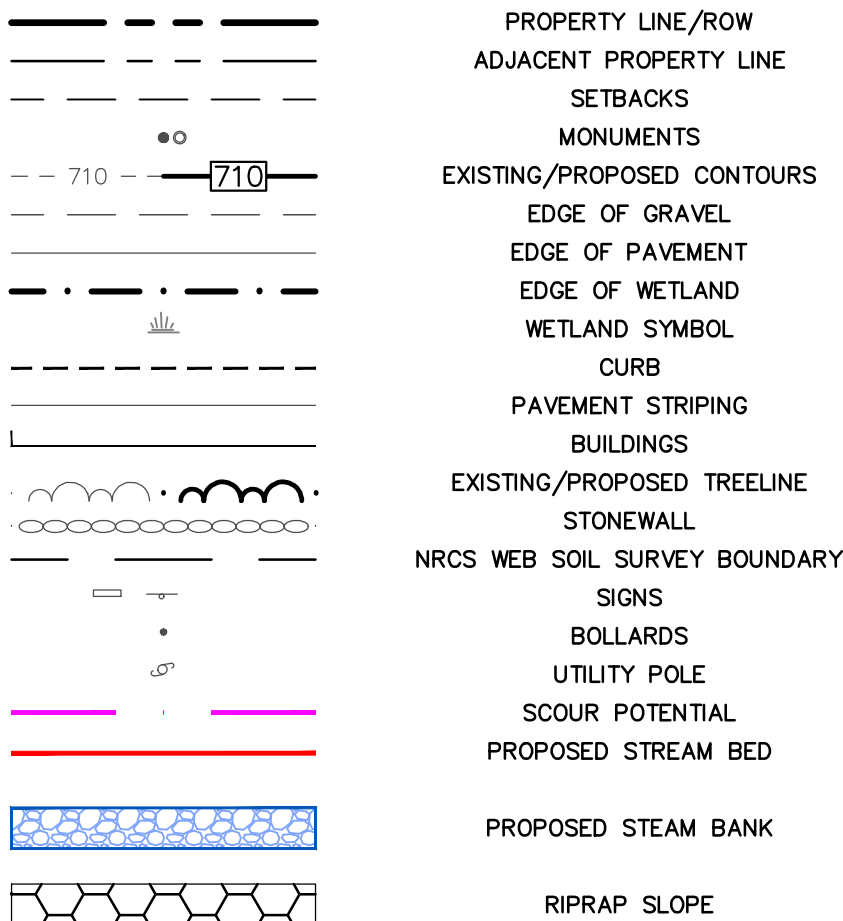 PROPERTY LINE/ROW
ADJACENT PROPERTY LINE
SETBACKS
MONUMENTS
710 710 EXISTING/PROPOSED CONTOURS
EDGE OF GRAVEL
EDGE OF PAVEMENT
EDGE OF WETLAND
WETLAND SYMBOL
CURB
PAVEMENT STRIPING
BUILDINGS
EXISTING/PROPOSED TREELINE
STONEWALL
NRCS WEB SOIL SURVEY BOUNDARY
SIGNS
BOLLARDS
UTILITY POLE
SCOUR POTENTIAL
PROPOSED STREAM BED
PROPOSED STEAM BANK
RIPRAP SLOPE